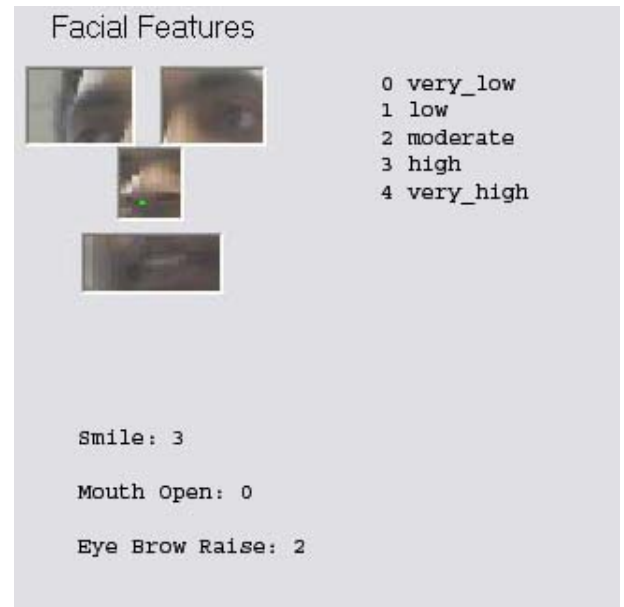 Facial Features
0 very_low
1 low
2 moderate
3 high
4 very_high
Smile: 3
Mouth Open: 0
Eye Brow Raise: 2